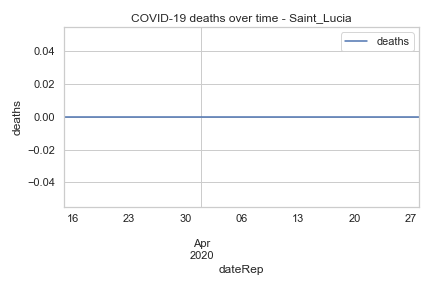 COVID-19 deaths over time - Saint_Lucia
deaths
0.04
0.02
0.00
−0.02
−0.04
deaths
16 23 30 06 13 20 27
Apr
2020
dateRep